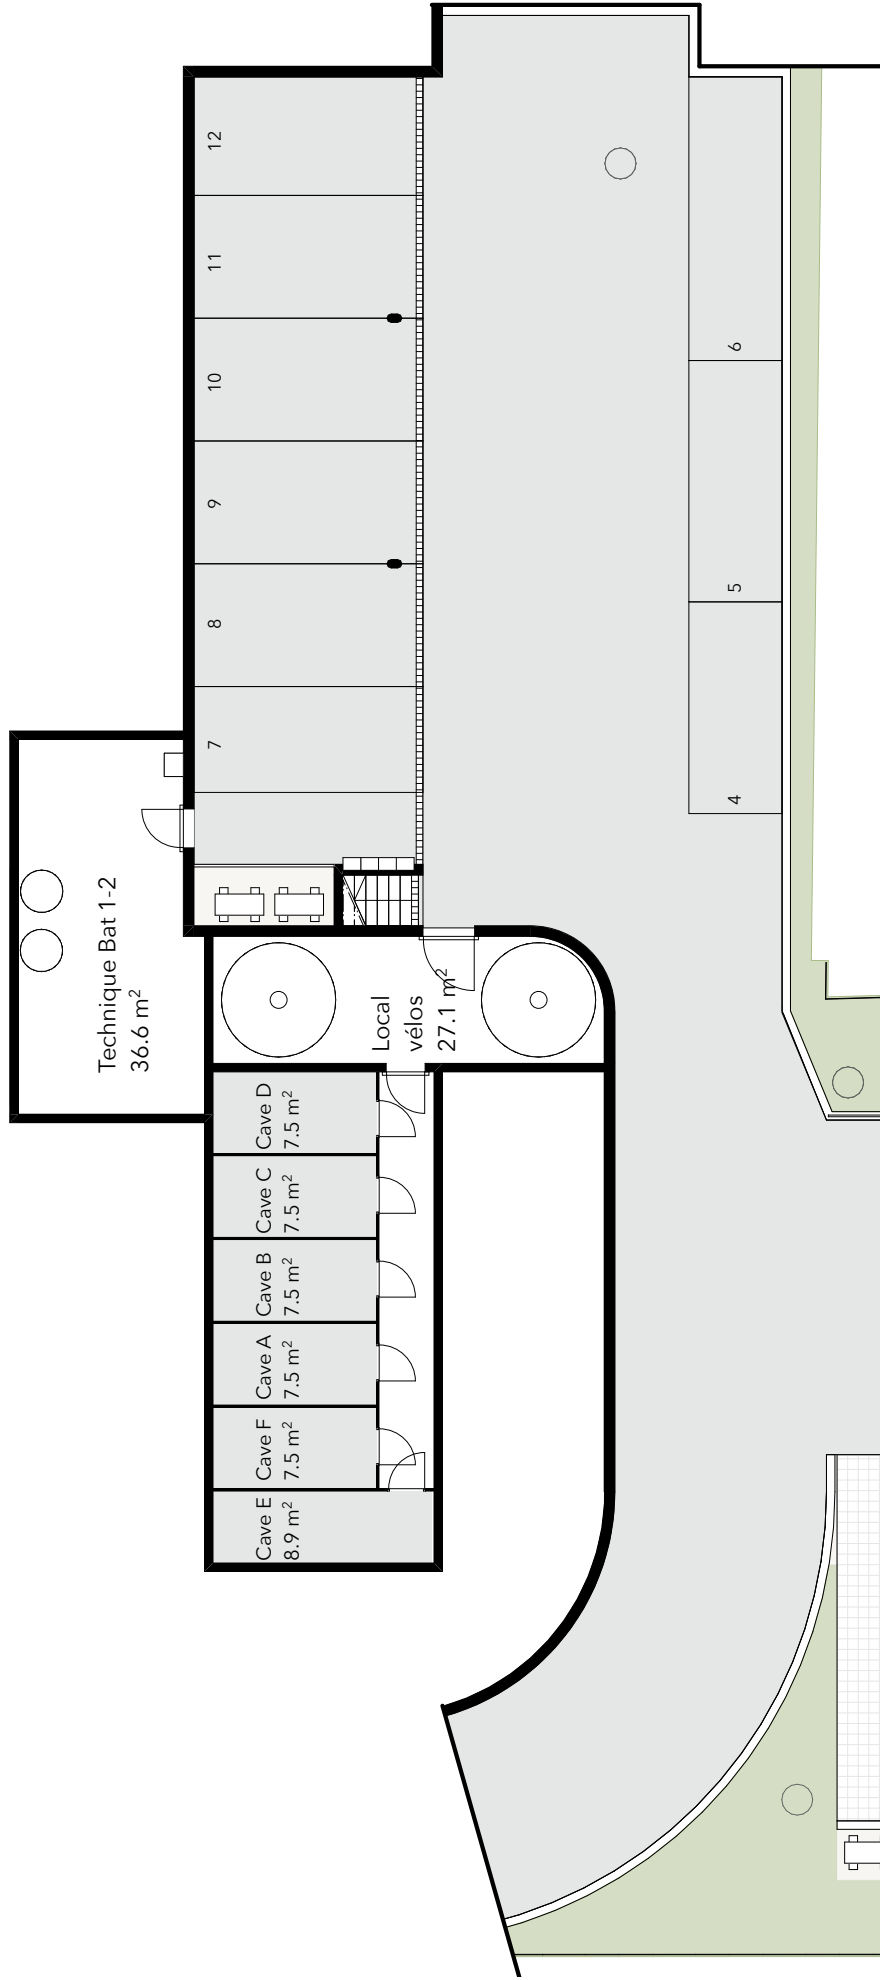 12
11
10
9
8
7
6
5
4
Technique Bat 1-2
36.6 m²
Local
vélos
27.1 m²
Cave D
7.5 m²
Cave C
7.5 m²
Cave B
7.5 m²
Cave A
7.5 m²
Cave F
7.5 m²
Cave E
8.9 m²